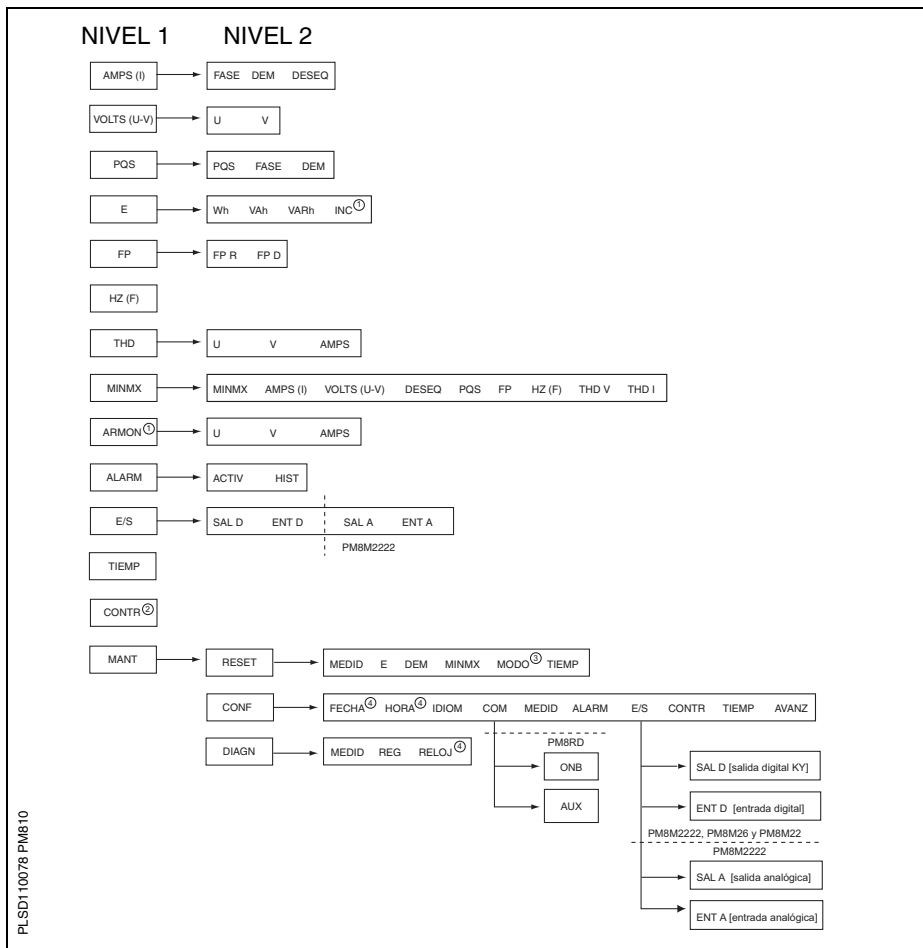 NIVEL 1 NIVEL 2
AMPS (I) FASE DEM DESEQ
VOLTS (U-V) U V
PQS PQS FASE DEM
E Wh VAh VARh INC①
FP FP R FP D
HZ (F)
THD U V AMPS
MINMX MINMX AMPS (I) VOLTS (U-V) DESEQ PQS FP HZ (F) THD V THD I
ARMON① U V AMPS
ALARM ACTIV HIST
E/S SAL D ENT D SAL A ENT A
PM8M2222
TIEMP
CONTR②
MANT RESET MEDID E DEM MINMX MODO③ TIEMP
CONF FECHA④ HORA④ IDIOM COM MEDID ALARM E/S CONTR TIEMP AVANZ
DIAGN MEDID REG RELOJ④
PM8RD
ONB
AUX
SAL D [salida digital KY]
ENT D [entrada digital]
PM8M2222, PM8M26 y PM8M22
PM8M2222
SAL A [salida analógica]
ENT A [entrada analógica]
PLSD110078 PM810